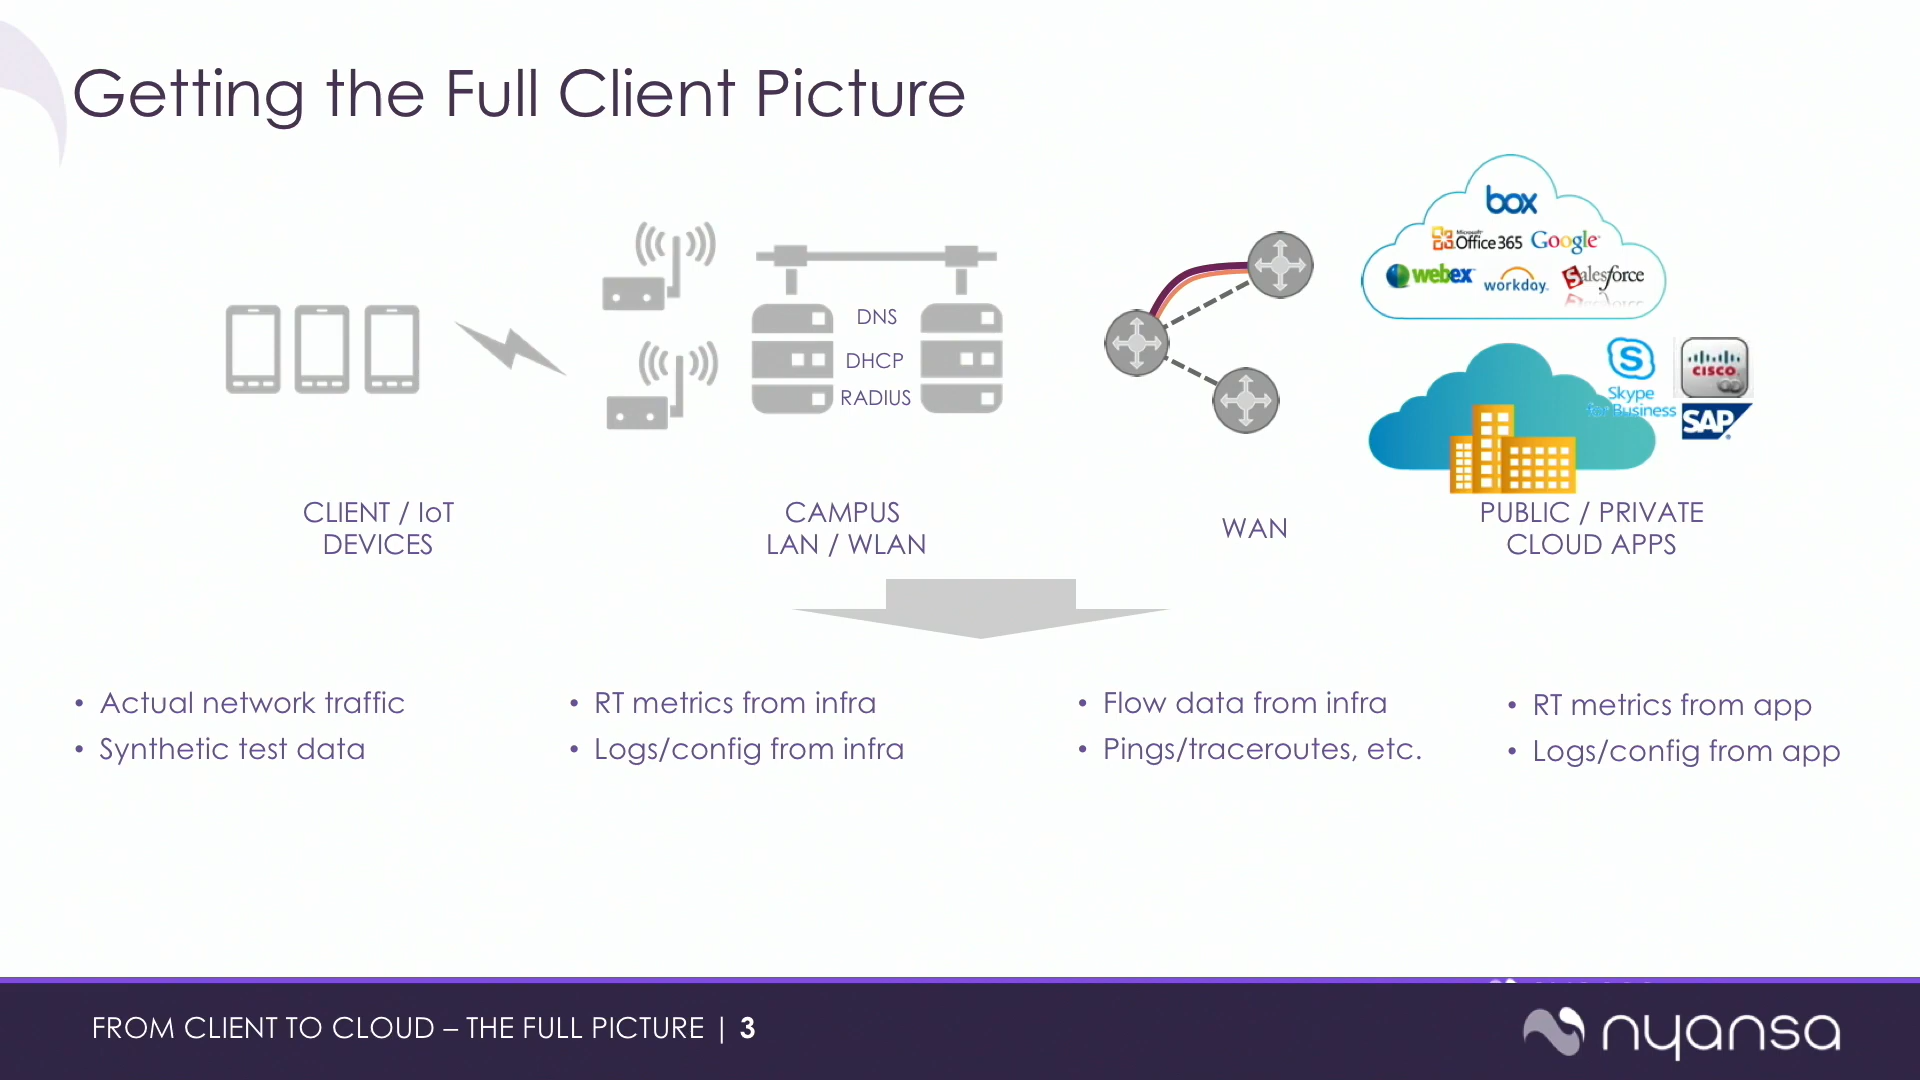 Getting the Full Client Picture
box
Microsoft
Office 365 Google
webex workday. Salesforce
DNS
DHCP
RADIUS
Skype
for Business
CISCO
SAP
CLIENT / IoT
DEVICES
CAMPUS
LAN / WLAN
WAN
PUBLIC / PRIVATE
CLOUD APPS
• Actual network traffic
• Synthetic test data
• RT metrics from infra
• Logs/config from infra
• Flow data from infra
• Pings/traceroutes, etc.
• RT metrics from app
• Logs/config from app
FROM CLIENT TO CLOUD – THE FULL PICTURE | 3
nyansa